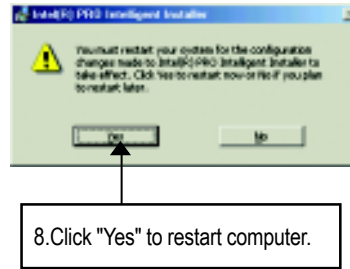 Intel(R) PRO Intelligent Installer
You must restart your system for the configuration
changes made to Intel(R) PRO Intelligent Installer to
take effect. Click Yes to restart now or No if you plan
to restart later.
Yes No
8.Click "Yes" to restart computer.